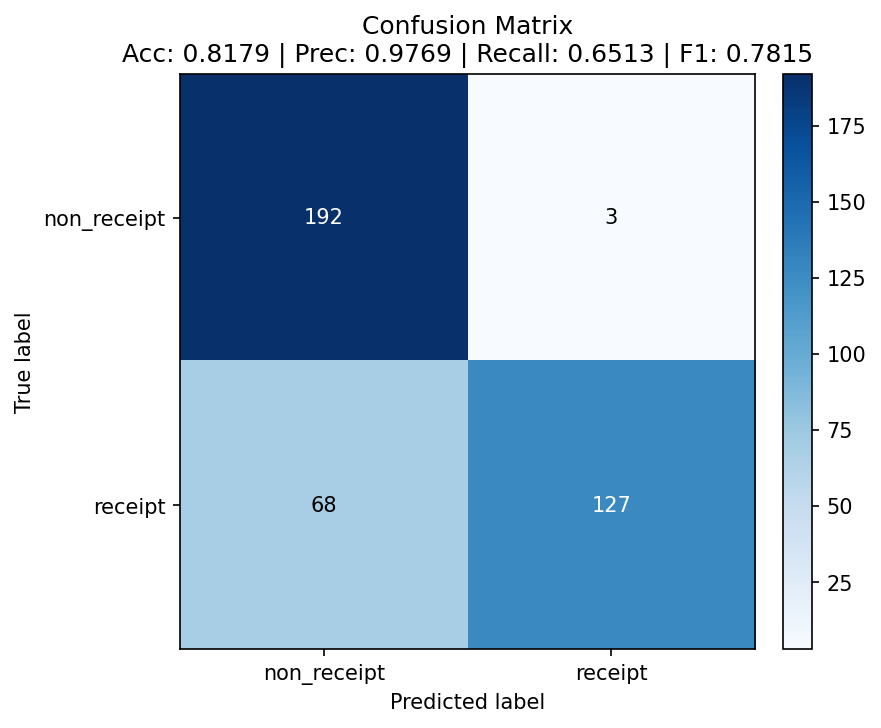 Confusion Matrix
Acc: 0.8179 | Prec: 0.9769 | Recall: 0.6513 | F1: 0.7815
non_receipt
192
3
receipt
68
127
non_receipt
receipt
Predicted label
True label
175
150
125
100
75
50
25